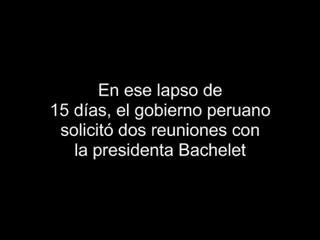 En ese lapso de
15 días, el gobierno peruano
solicitó dos reuniones con
la presidenta Bachelet